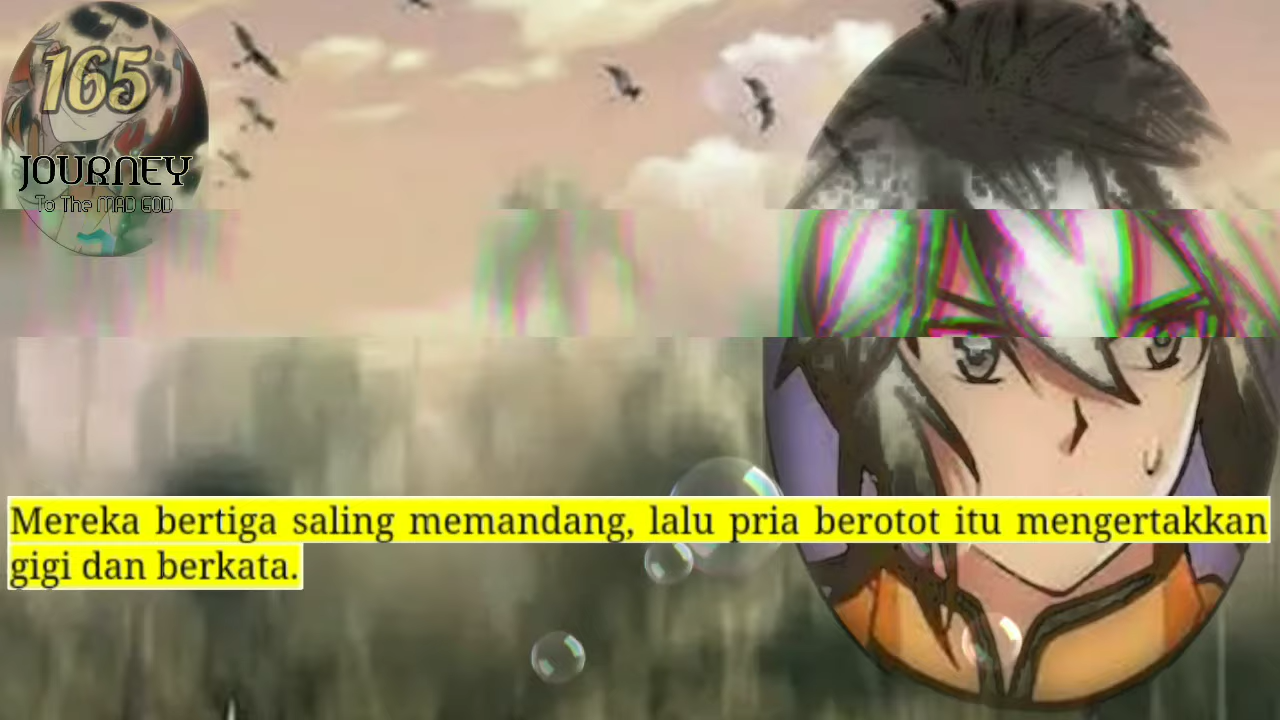 165
JOURNEY
To The MAD GOD
Mereka bertiga saling memandang, lalu pria berotot itu mengertakkan
gigi dan berkata.